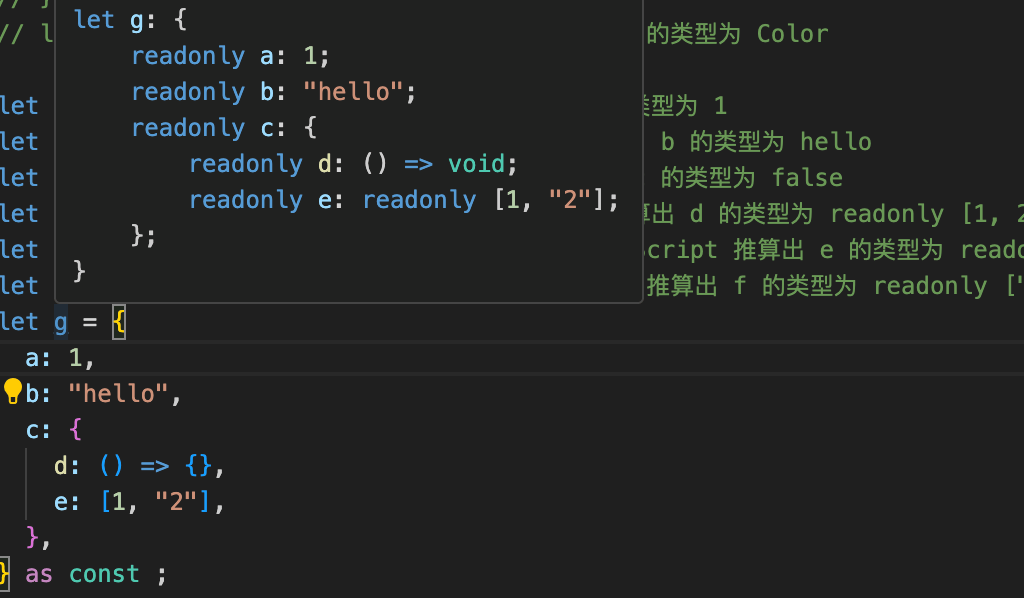 // }
let g: {
// l
readonly a: 1;
的类型为 Color
readonly b: "hello";
let
类型为 1
readonly c: {
let
b 的类型为 hello
readonly d: () => void;
let
的类型为 false
readonly e: readonly [1, "2"];
let
算出 d 的类型为 readonly [1, 2
};
let
Script 推算出 e 的类型为 reado
}
let
推算出 f 的类型为 readonly ["
let g = {
a: 1,
b: "hello",
c: {
d: () => {},
e: [1, "2"],
},
} as const ;